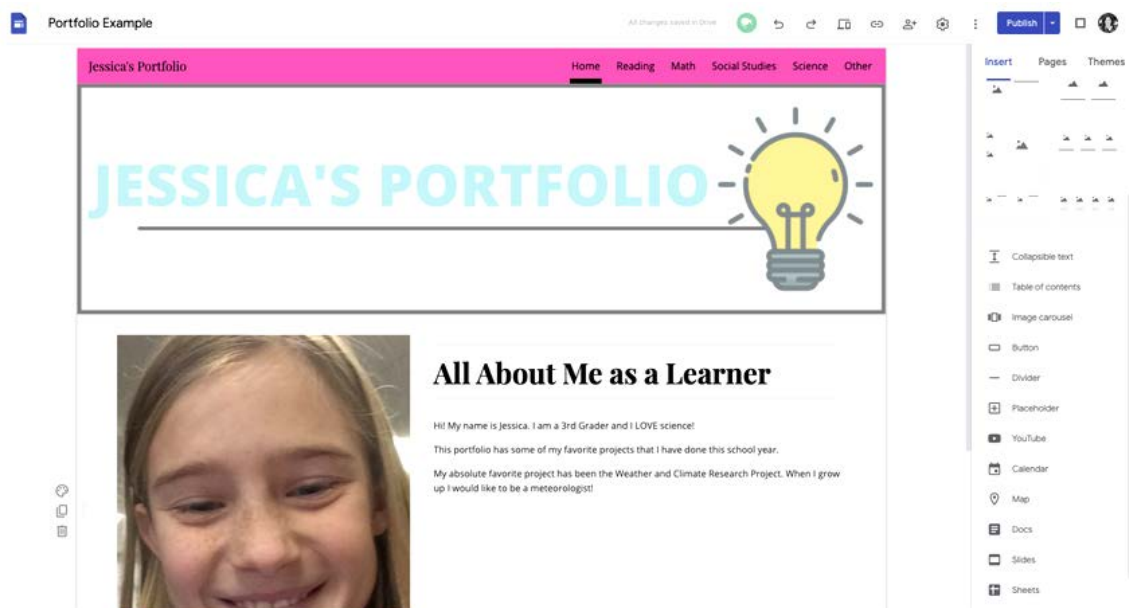 Portfolio Example
All changes saved in Drive
Publish
Jessica's Portfolio
Home Reading Math Social Studies Science Other
Insert Pages Themes
JESSICA'S PORTFOLIO
All About Me as a Learner
Hi! My name is Jessica. I am a 3rd Grader and I LOVE science!
This portfolio has some of my favorite projects that I have done this school year.
My absolute favorite project has been the Weather and Climate Research Project. When I grow
up I would like to be a meteorologist!
Collapsible text
Table of contents
Image carousel
Button
Divider
Placeholder
YouTube
Calendar
Map
Docs
Slides
Sheets